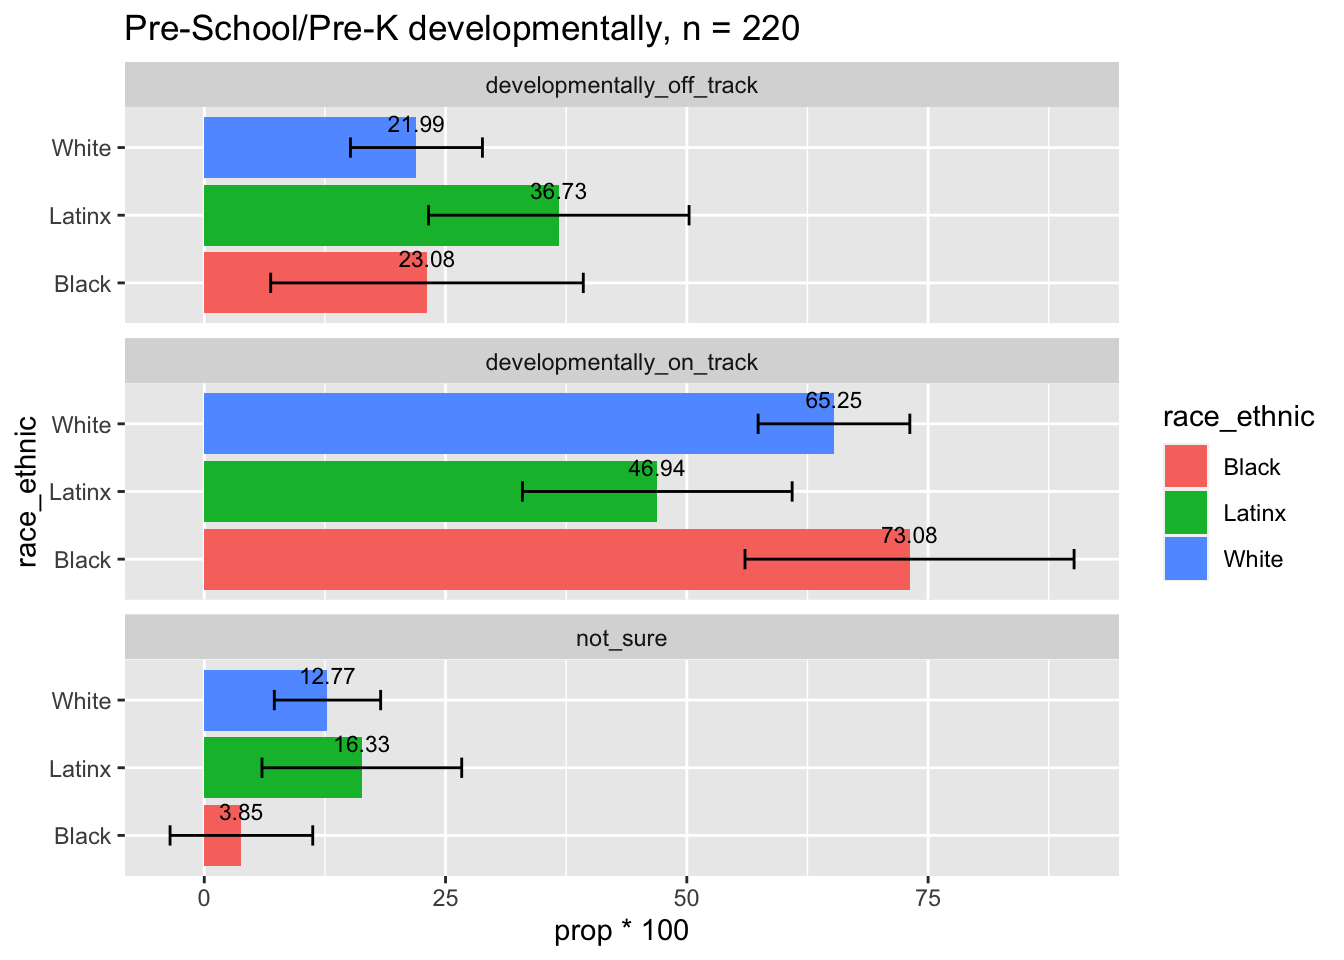 Pre-School/Pre-K developmentally, n = 220
developmentally_off_track
White
21.99
Latinx
36.73
Black
23.08
developmentally_on_track
White
65.25
Latinx
46.94
Black
73.08
not_sure
White
12.77
Latinx
16.33
Black
3.85
0 25 50 75
prop * 100
race_ethnic
race_ethnic
Black
Latinx
White